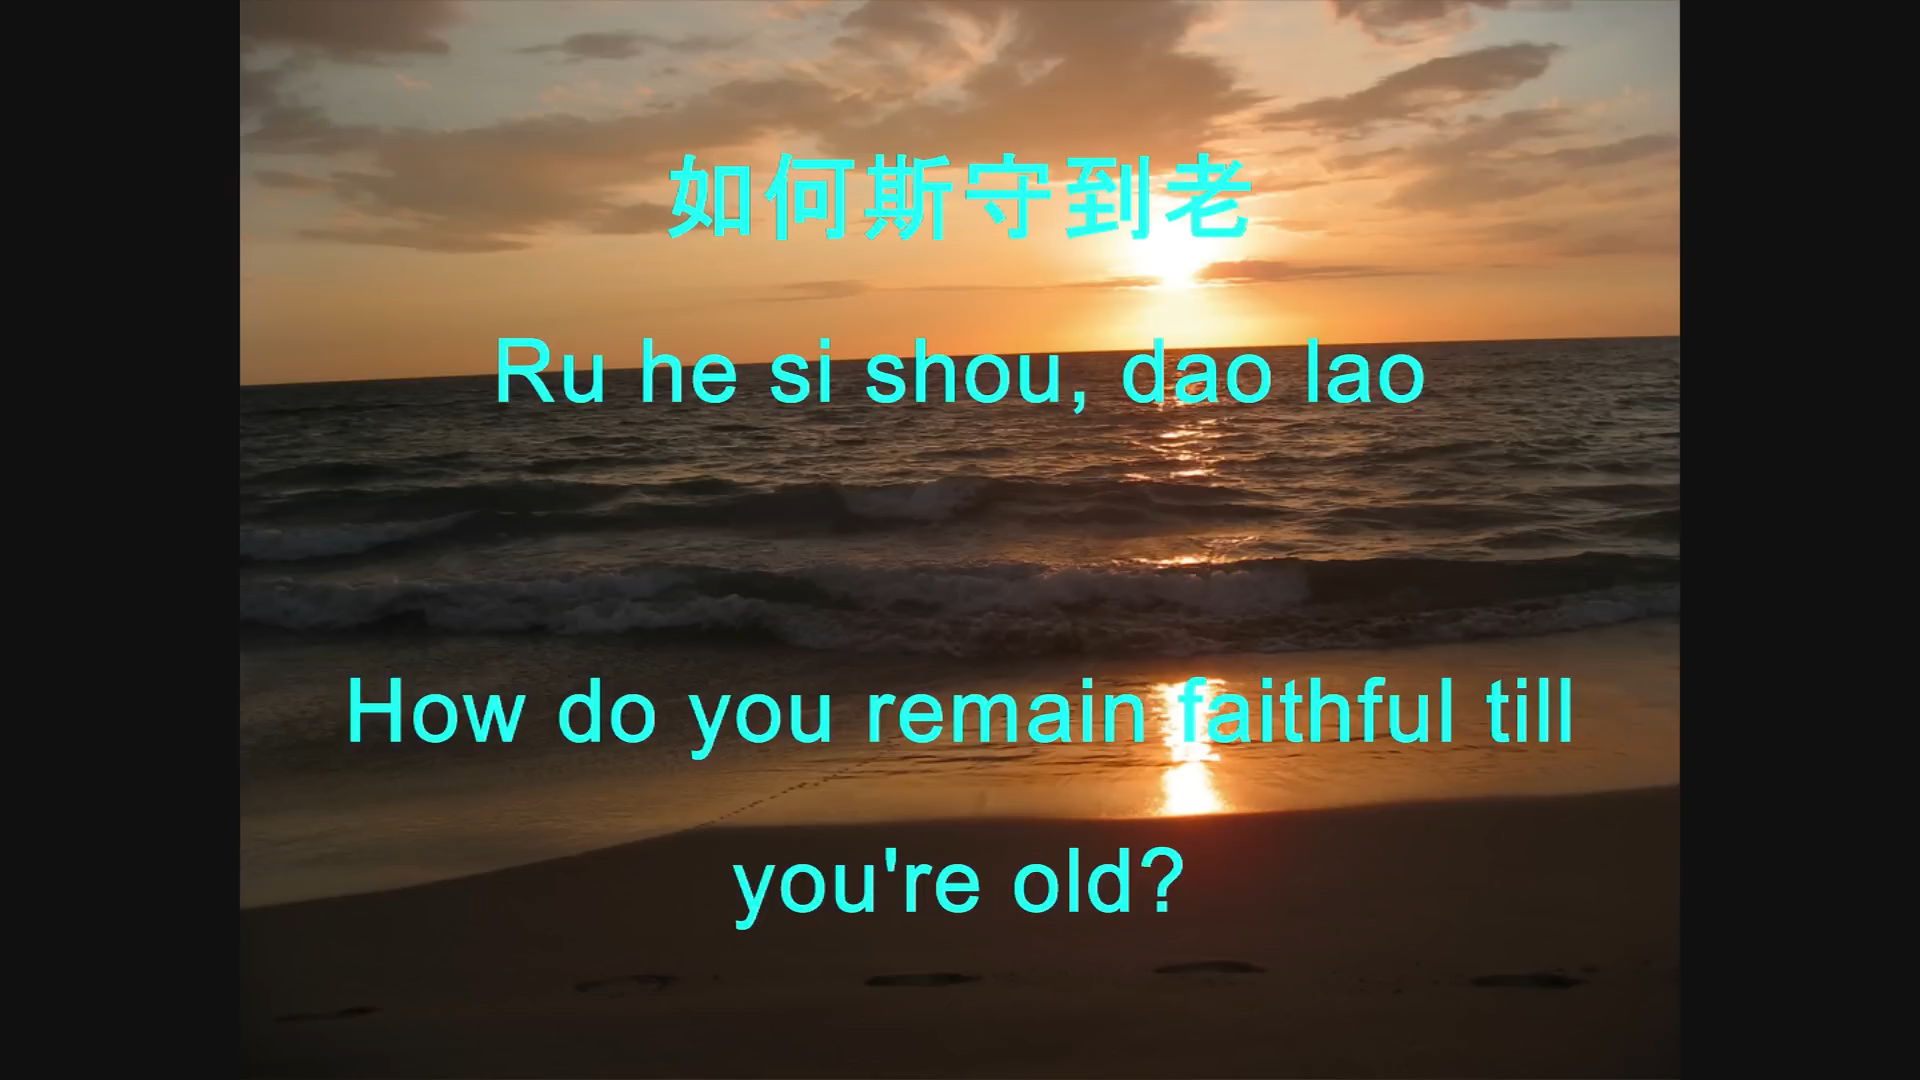 如何斯守到老
Ru he si shou, dao lao
How do you remain faithful till
you're old?